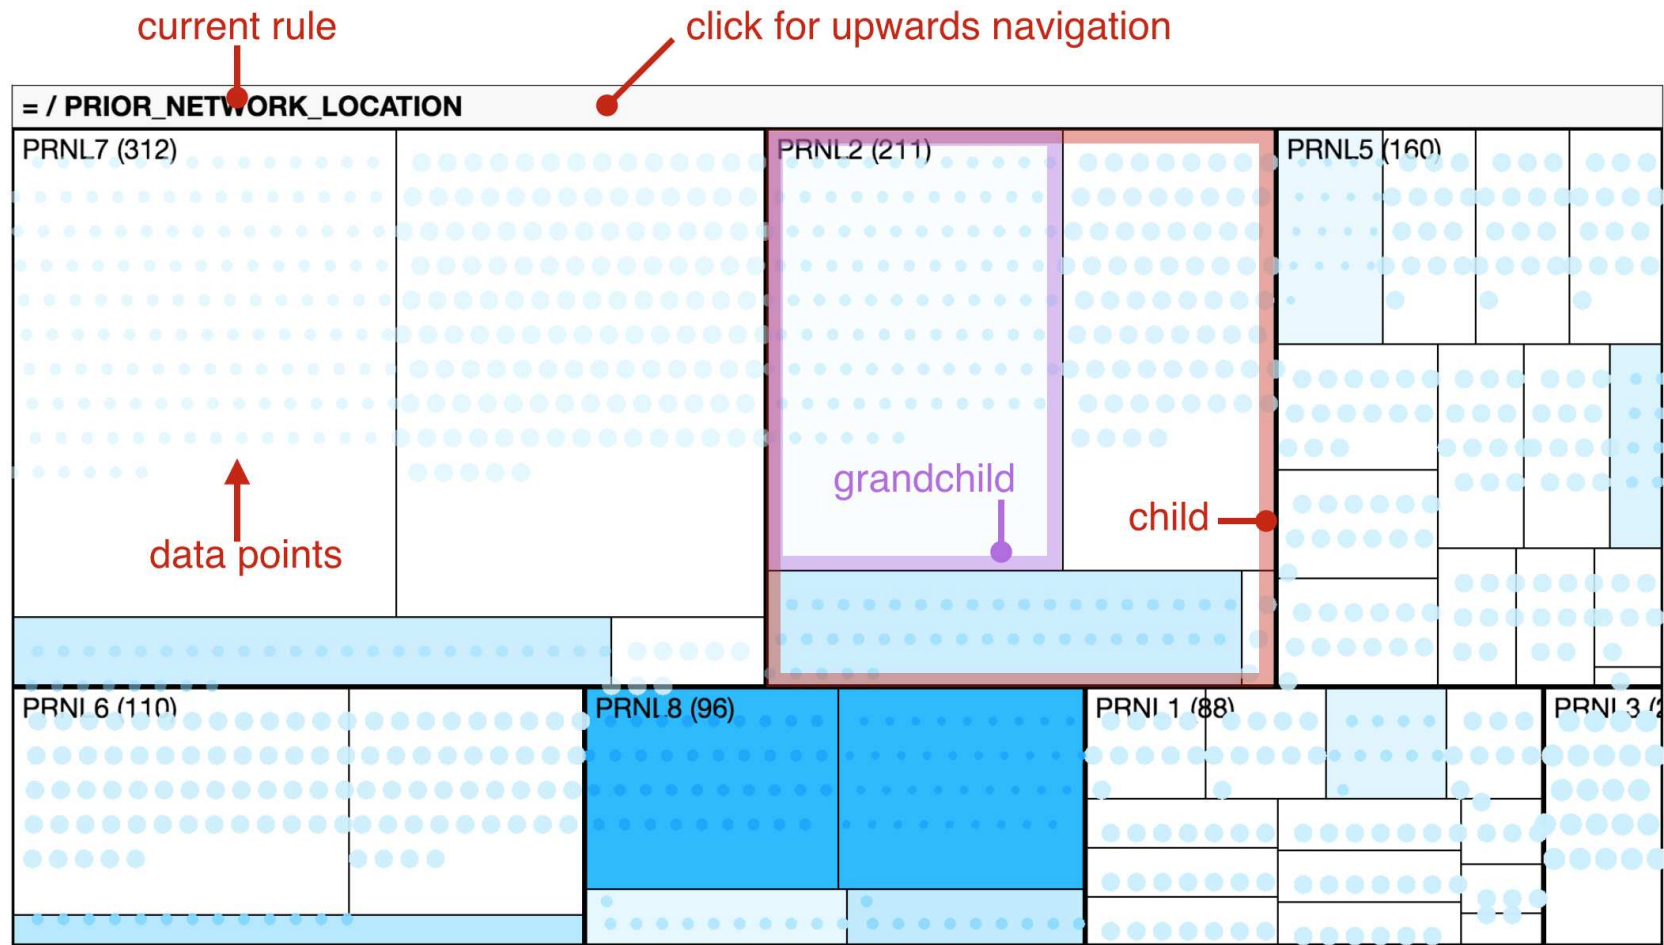 current rule
click for upwards navigation
= / PRIOR_NETWORK_LOCATION
PRNL7 (312)
PRNL2 (211)
PRNL5 (160)
grandchild
child
data points
PRNL6 (110)
PRNL8 (96)
PRNL1 (88)
PRNL3